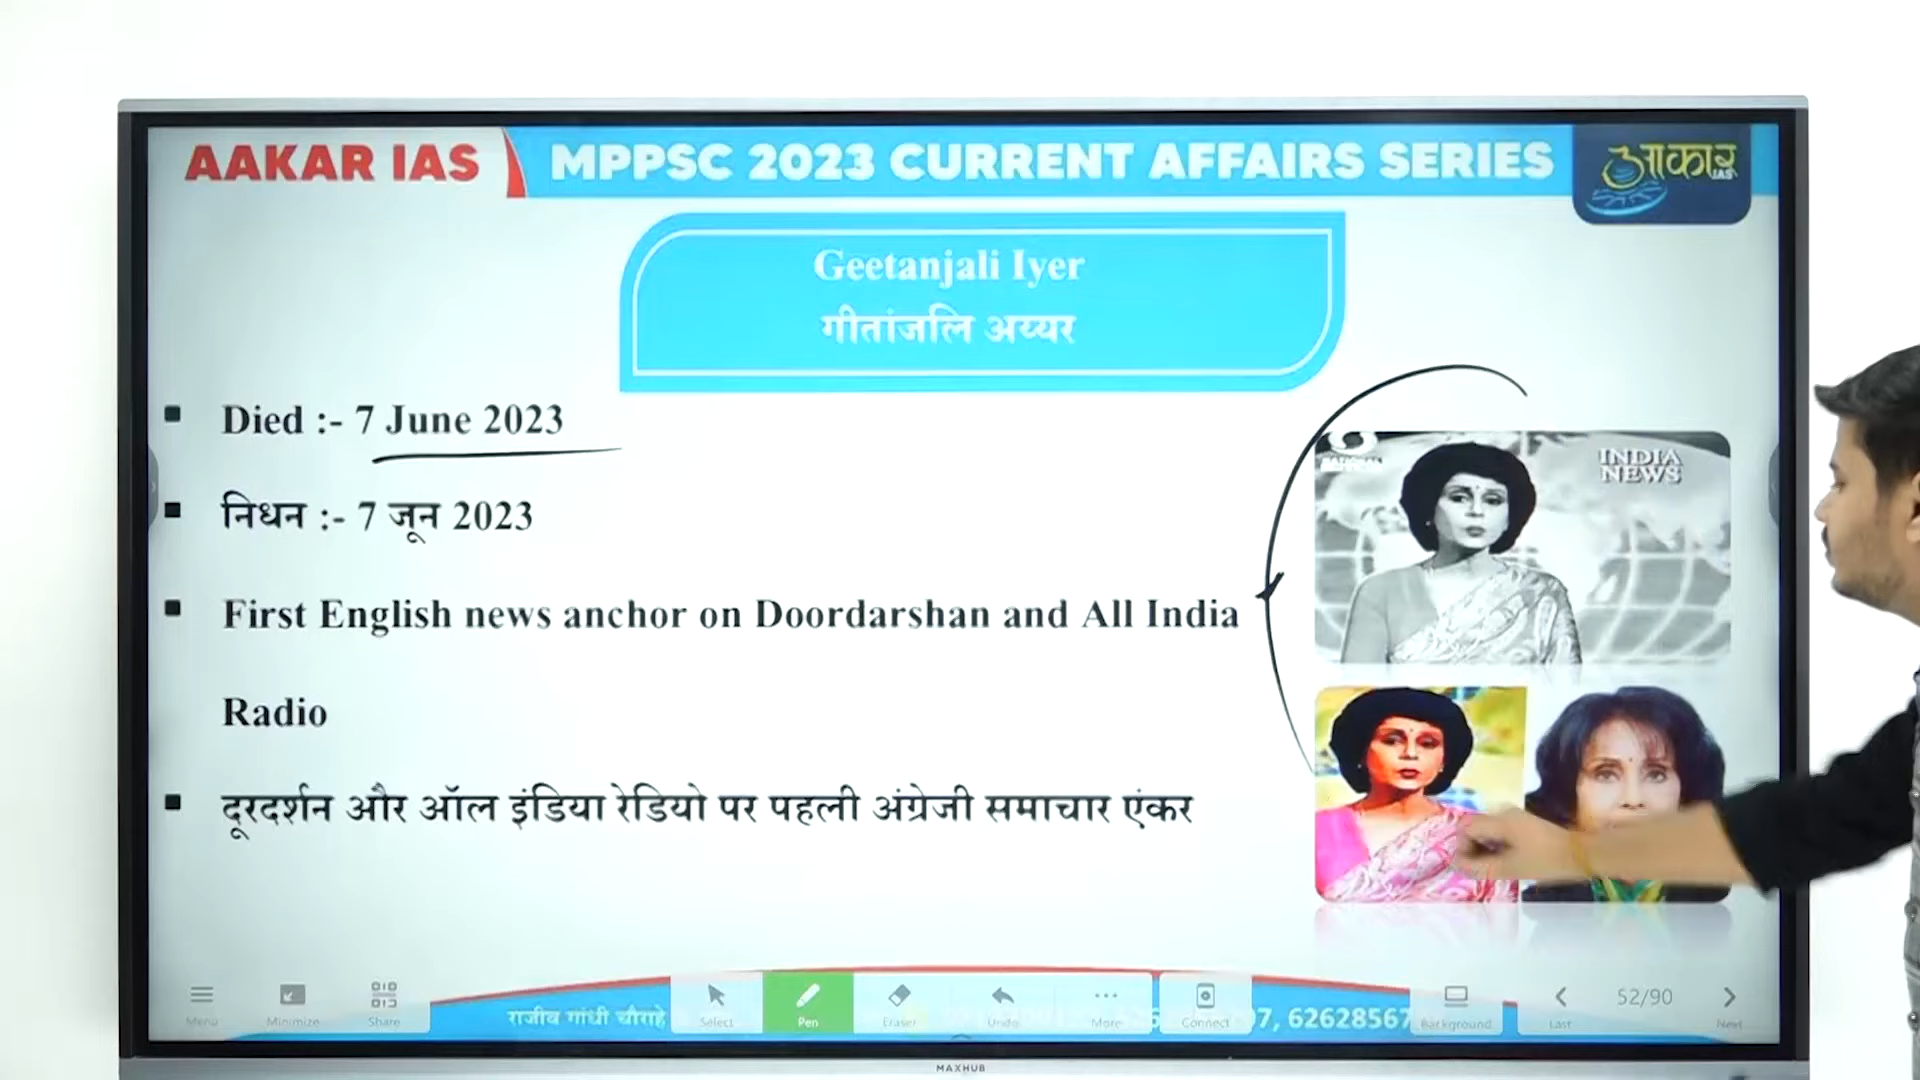 AAKAR IAS
MPPSC 2023 CURRENT AFFAIRS SERIES
आकार
IAS
Geetanjali Iyer
गीतांजलि अय्यर
Died :- 7 June 2023
निधन :- 7 जून 2023
First English news anchor on Doordarshan and All India
Radio
दूरदर्शन और ऑल इंडिया रेडियो पर पहली अंग्रेजी समाचार एंकर
INDIA
NEWS
Menu
Minimize
Share
राजीव गांधी चौराहे
Select
Pen
Eraser
Undo
More
Connect
Background
Last
52/90
Next
MAXHUB